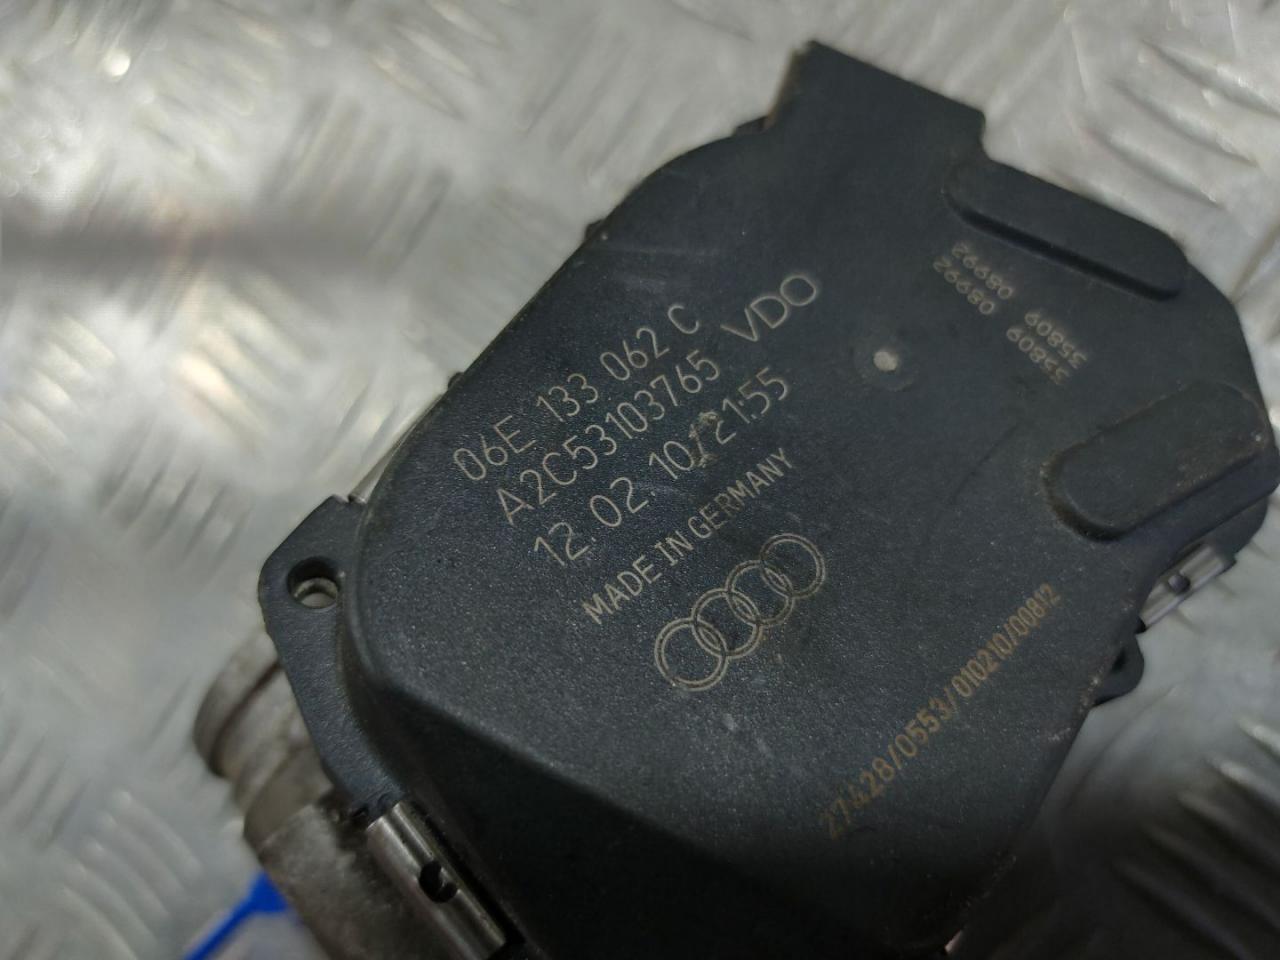 06E 133 062 C
A2C53103765 VDO
12.02.10/21:55
MADE IN GERMANY
27428/0553/010210/00812
35809 08992
35809 08992